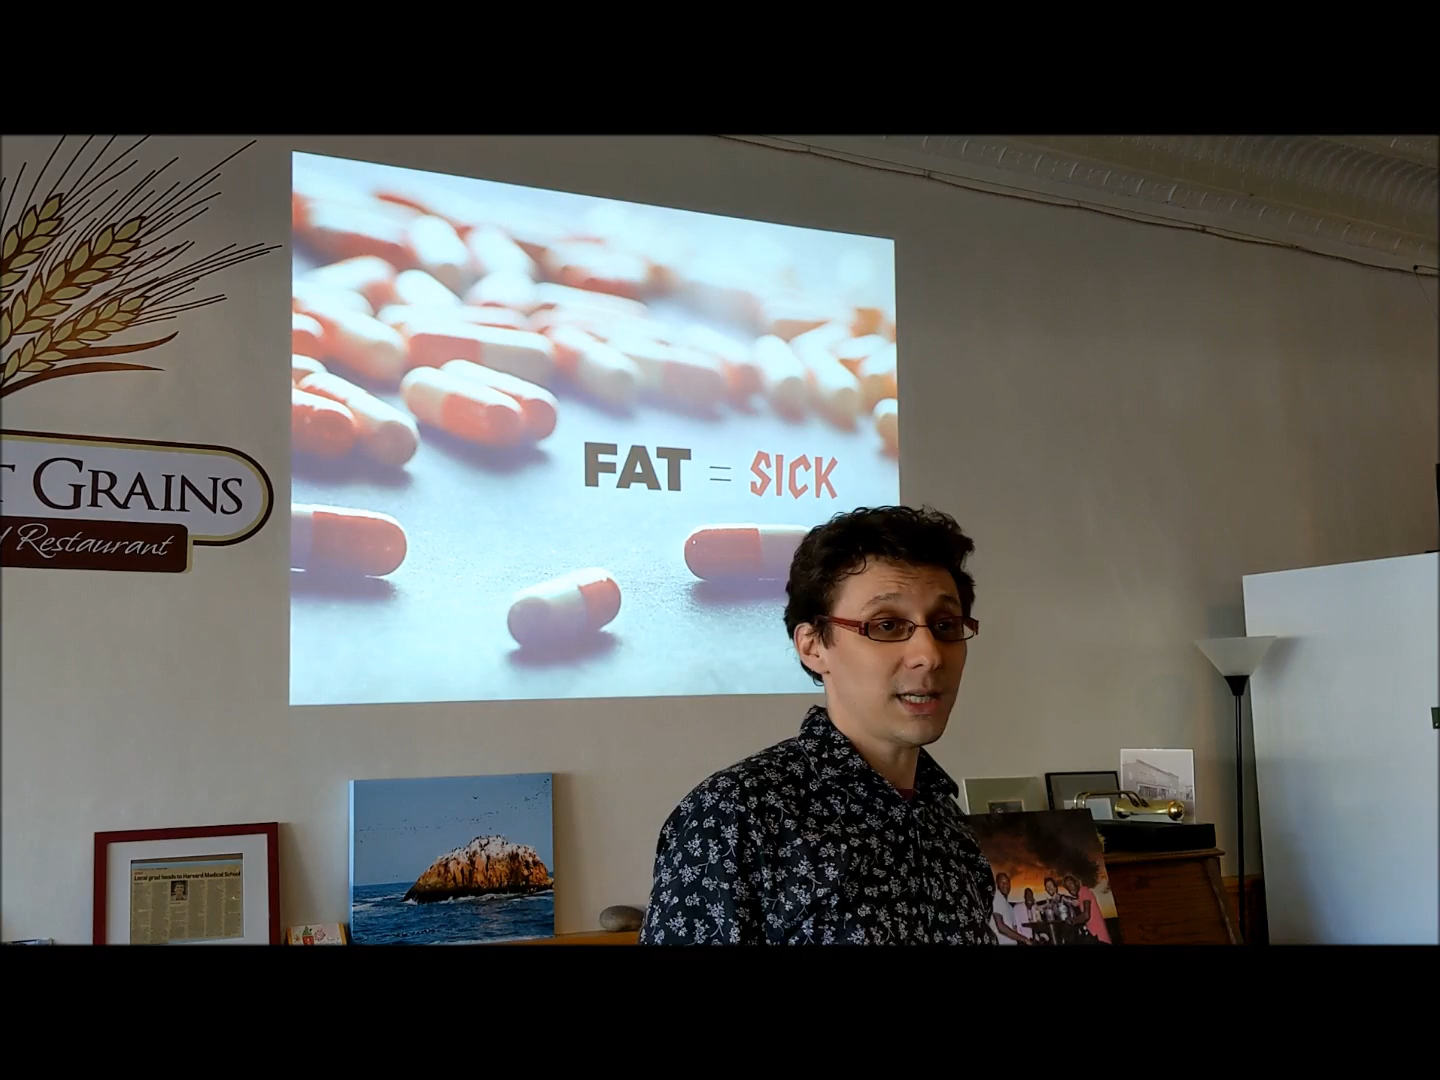 FAT = SICK
GRAINS
Restaurant
Local grad heads to Harvard Medical School